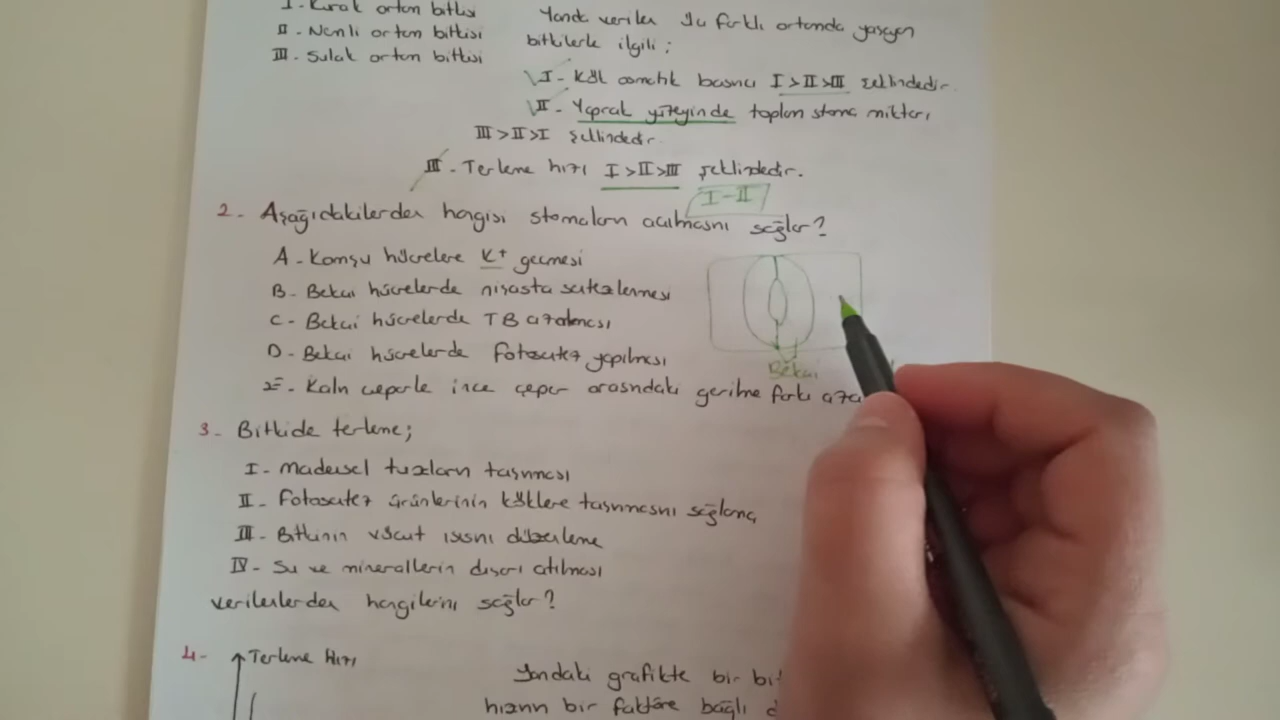 I - Kurak ortam bitkisi
II - Nemli ortam bitkisi
III - Sulak ortam bitkisi
Yanda verilen farklı ortamda yaşayan
bitkilerle ilgili;
I - Kök osmotik basıncı I>II>III şeklindedir.
II - Yaprak yüzeyinde toplam stoma miktarı
III>II>I şeklindedir.
III - Terleme hızı I>II>III şeklindedir.
I-II
2- Aşağıdakilerden hangisi stomaların açılmasını sağlar?
A - Komşu hücrelere K+ geçmesi
B - Bekçi hücrelerde nişasta sentezlenmesi
C - Bekçi hücrelerde TB azalması
D - Bekçi hücrelerde fotosentez yapılması
E - Kalın çeperle ince çeper arasındaki gerilme farkı aza
Bekçi
3- Bitkide terleme;
I - madensel tuzların taşınması
II - Fotosentez ürünlerinin köklere taşınmasını sağlama
III - Bitkinin vücut ısısını düzenleme
IV - Su ve minerallerin dışarı atılması
verilenlerden hangilerini sağlar?
4- Terleme Hızı
Yandaki grafikte bir bit
hızının bir faktöre bağlı d